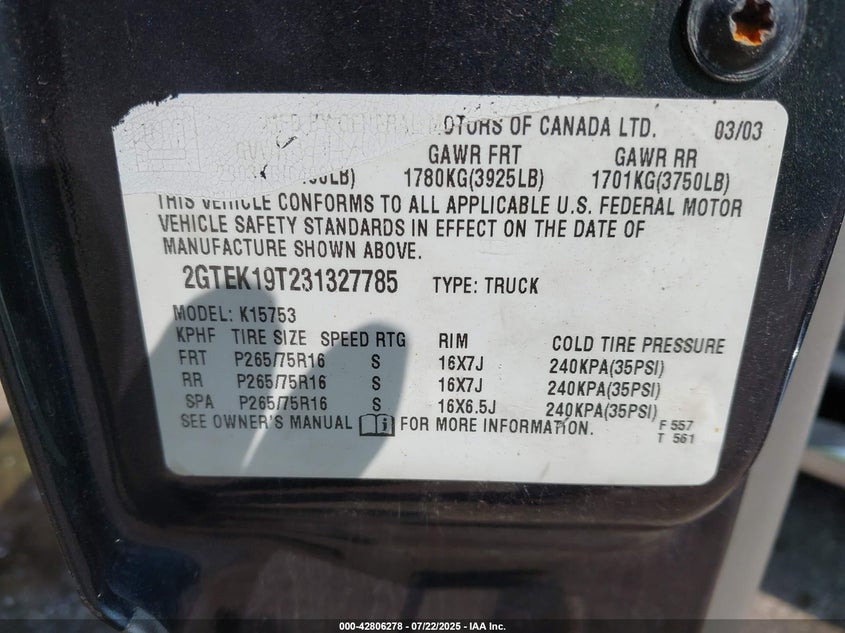 MFD BY GENERAL MOTORS OF CANADA LTD. 03/03
GAWR FRT GAWR RR
1780KG(3925LB) 1701KG(3750LB)
THIS VEHICLE CONFORMS TO ALL APPLICABLE U.S. FEDERAL MOTOR
VEHICLE SAFETY STANDARDS IN EFFECT ON THE DATE OF
MANUFACTURE SHOWN ABOVE.
2GTEK19T231327785 TYPE: TRUCK
MODEL: K15753
KPHF TIRE SIZE SPEED RTG RIM COLD TIRE PRESSURE
FRT P265/75R16 S 16X7J 240KPA(35PSI)
RR P265/75R16 S 16X7J 240KPA(35PSI)
SPA P265/75R16 S 16X6.5J 240KPA(35PSI)
SEE OWNER'S MANUAL FOR MORE INFORMATION.
F 557
T 561
000-42806278 - 07/22/2025 - IAA Inc.